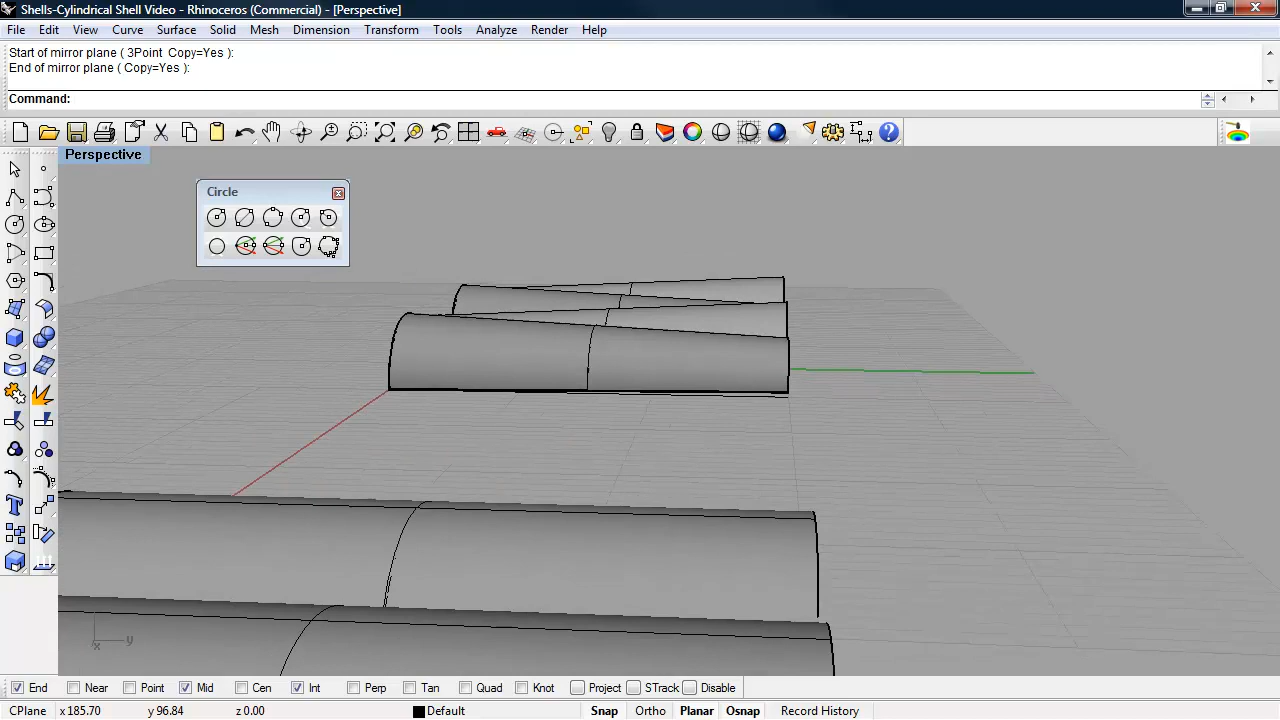 Shells-Cylindrical Shell Video - Rhinoceros (Commercial) - [Perspective]
File Edit View Curve Surface Solid Mesh Dimension Transform Tools Analyze Render Help
Start of mirror plane ( 3Point Copy=Yes ):
End of mirror plane ( Copy=Yes ):
Command:
Perspective
Circle
x y
End Near Point Mid Cen Int Perp Tan Quad Knot Project STrack Disable
CPlane x 185.70 y 96.84 z 0.00 Default Snap Ortho Planar Osnap Record History